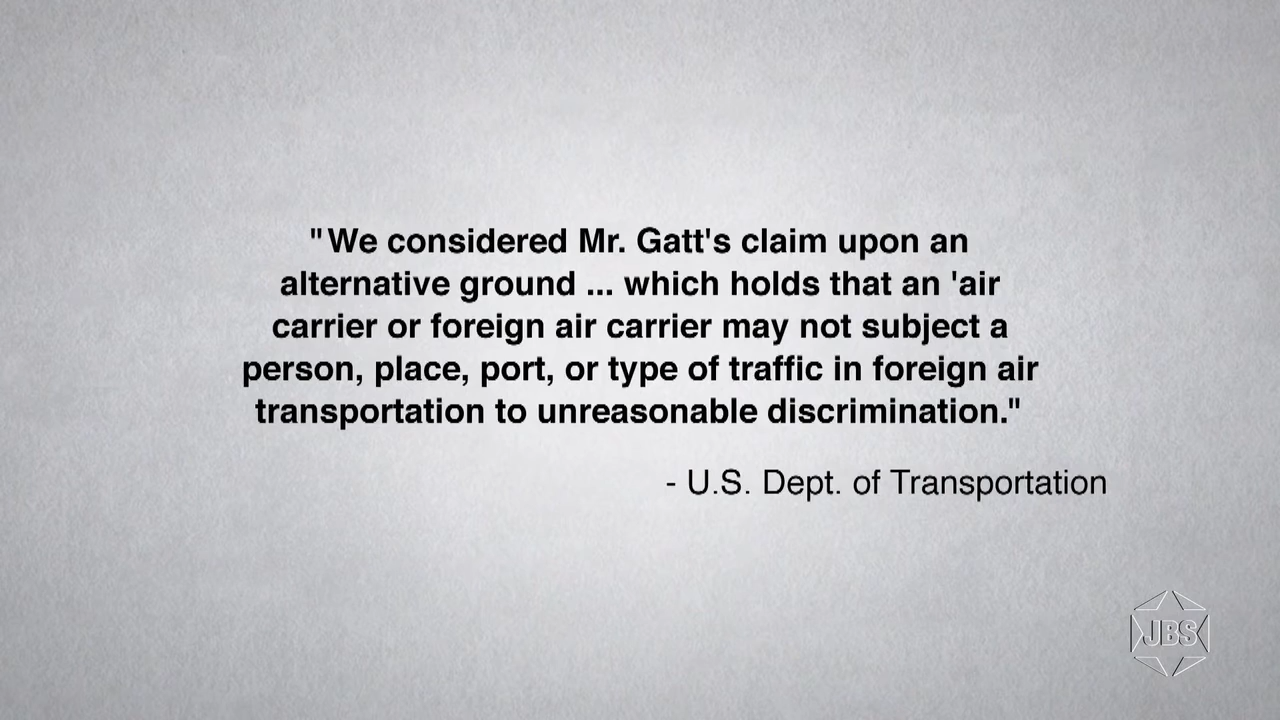 "We considered Mr. Gatt's claim upon an
alternative ground ... which holds that an 'air
carrier or foreign air carrier may not subject a
person, place, port, or type of traffic in foreign air
transportation to unreasonable discrimination."
- U.S. Dept. of Transportation
JBS